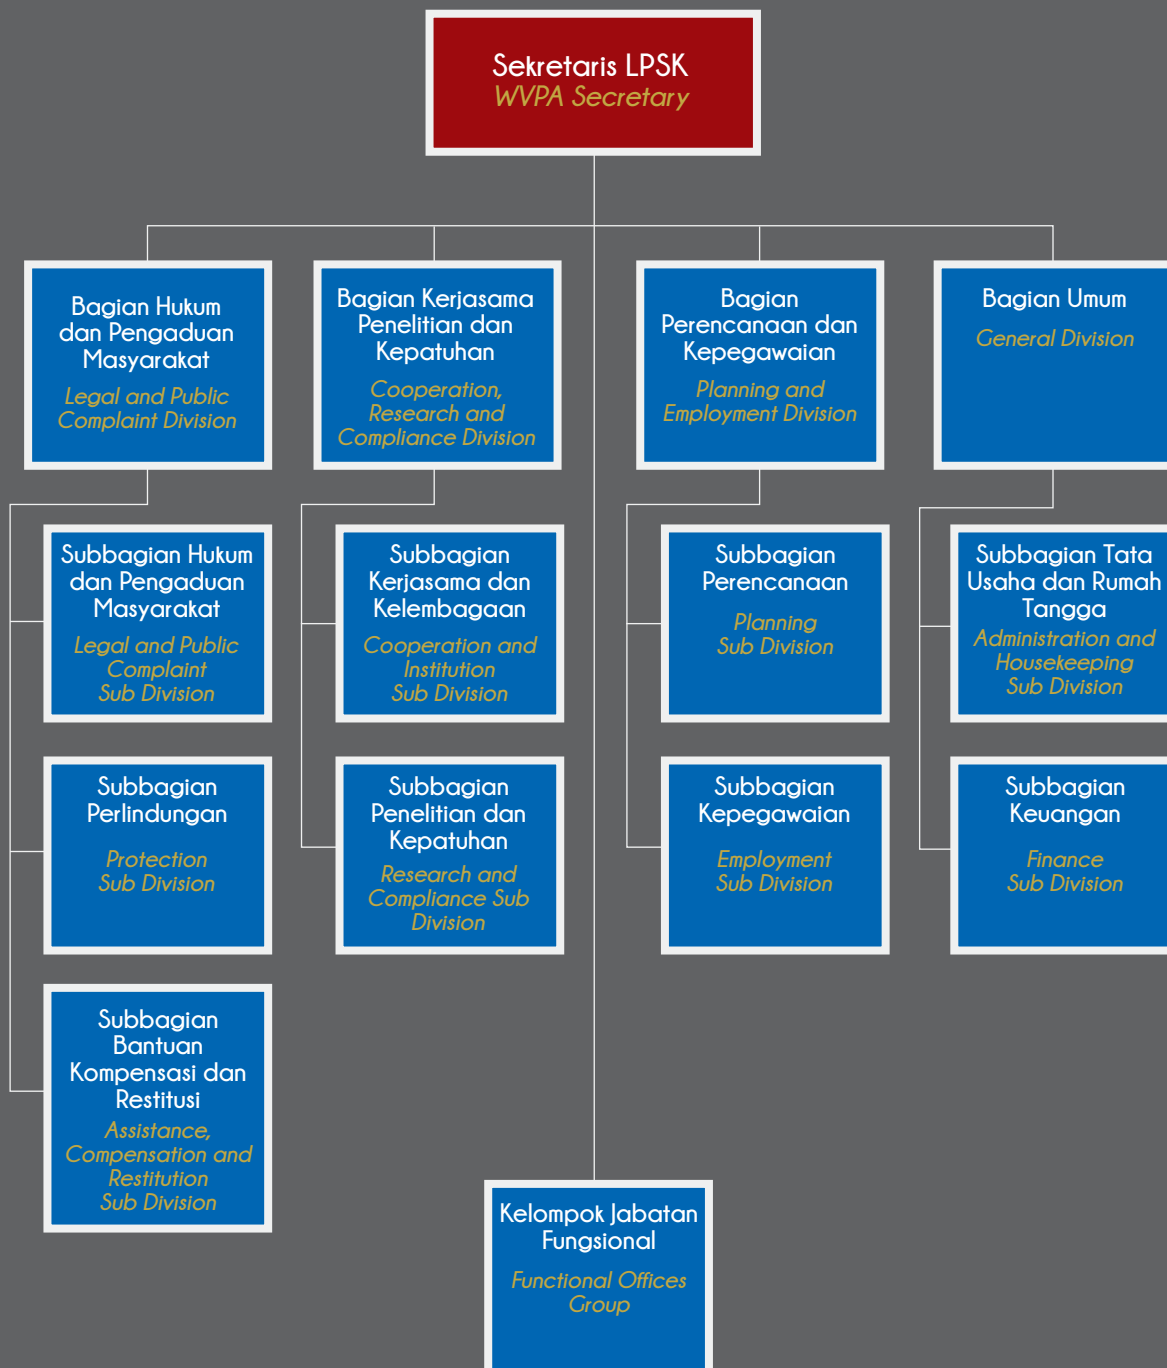 Sekretaris LPSK
WVPA Secretary
Bagian Hukum
dan Pengaduan
Masyarakat
Legal and Public
Complaint Division
Bagian Kerjasama
Penelitian dan
Kepatuhan
Cooperation,
Research and
Compliance Division
Bagian
Perencanaan dan
Kepegawaian
Planning and
Employment Division
Bagian Umum
General Division
Subbagian Hukum
dan Pengaduan
Masyarakat
Legal and Public
Complaint
Sub Division
Subbagian
Kerjasama dan
Kelembagaan
Cooperation and
Institution
Sub Division
Subbagian
Perencanaan
Planning
Sub Division
Subbagian Tata
Usaha dan Rumah
Tangga
Administration and
Housekeeping
Sub Division
Subbagian
Perlindungan
Protection
Sub Division
Subbagian
Penelitian dan
Kepatuhan
Research and
Compliance Sub
Division
Subbagian
Kepegawaian
Employment
Sub Division
Subbagian
Keuangan
Finance
Sub Division
Subbagian
Bantuan
Kompensasi dan
Restitusi
Assistance,
Compensation and
Restitution
Sub Division
Kelompok Jabatan
Fungsional
Functional Offices
Group